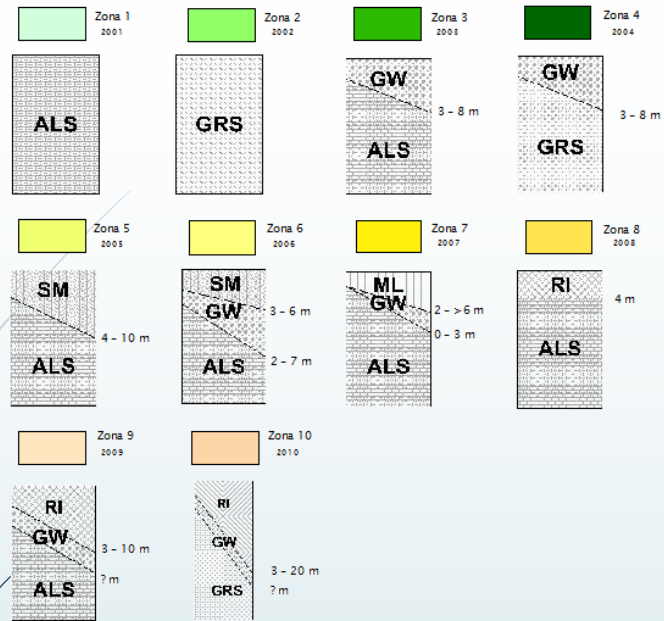 Zona 1
2001
ALS
Zona 2
2002
GRS
Zona 3
2003
GW
3 – 8 m
ALS
Zona 4
2004
GW
3 – 8 m
GRS
Zona 5
2005
SM
4 – 10 m
ALS
Zona 6
2006
SM
3 – 6 m
GW
2 – 7 m
ALS
Zona 7
2007
ML
2 – >6 m
GW
0 – 3 m
ALS
Zona 8
2008
RI
4 m
ALS
Zona 9
2009
RI
3 – 10 m
GW
? m
ALS
Zona 10
2010
RI
GW
3 – 20 m
? m
GRS